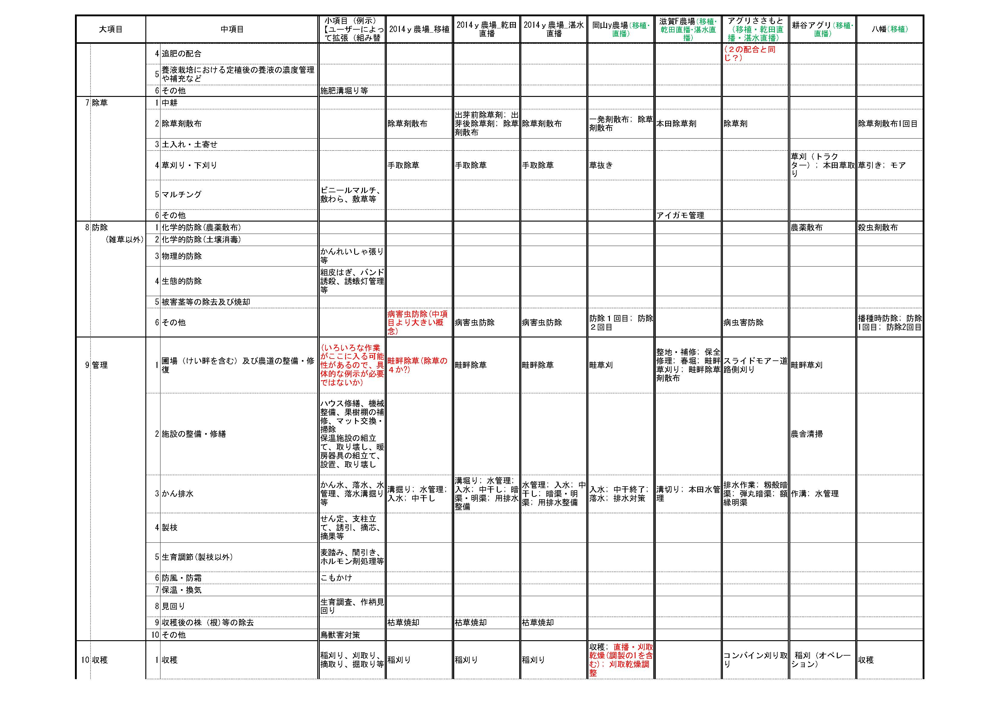 大項目
中項目
小項目（例示）
【ユーザーによっ
て拡張（組み替
2014ｙ農場_移植
2014ｙ農場_乾田
直播
2014ｙ農場_湛水
直播
岡山y農場(移植・
直播)
滋賀F農場(移植・
乾田直播・湛水直
播)
アグリささもと
（移植・乾田直
播・湛水直播）
耕谷アグリ(移植・
直播)
八幡(移植)
4 追肥の配合
（２の配合と同
じ？）
5 養液栽培における定植後の養液の濃度管理
や補充など
6 その他
施肥溝堀り等
7 除草
1 中耕
2 除草剤散布
除草剤散布
出芽前除草剤; 出
芽後除草剤; 除草
剤散布
除草剤散布
一発剤散布; 除草
剤散布
本田除草剤
除草剤
除草剤散布1回目
3 土入れ・土寄せ
4 草刈り・下刈り
手取除草
手取除草
手取除草
草抜き
草刈（トラク
ター）; 本田草取
り
草引き; モア
5 マルチング
ビニールマルチ、
敷わら、敷草等
6 その他
アイガモ管理
8 防除
（雑草以外）
1 化学的防除(農薬散布)
農薬散布
殺虫剤散布
2 化学的防除(土壌消毒)
3 物理的防除
かんれいしゃ張り
等
4 生態的防除
粗皮はぎ、バンド
誘殺、誘蛾灯管理
等
5 被害茎等の除去及び焼却
6 その他
病害虫防除(中項
目より大きい概
念)
病害虫防除
病害虫防除
防除１回目; 防除
２回目
病虫害防除
播種時防除; 防除
1回目; 防除2回目
9 管理
1 圃場（けい畔を含む）及び農道の整備・修
復
(いろいろな作業
がここに入る可能
性があるので、具
体的な例示が必要
ではないか)
畦畔除草(除草の
４か?)
畦畔除草
畦畔除草
畦草刈
整地・補修; 保全
修理; 春堀; 畦畔
草刈り; 畦畔除草
剤散布
スライドモアー道
路側刈り
畦畔草刈
2 施設の整備・修繕
ハウス修繕、機械
整備、果樹棚の補
修、マット交換・
掃除
保温施設の組立
て、取り壊し、暖
房器具の組立て、
設置、取り壊し
農舎清掃
3 かん排水
かん水、落水、水
管理、落水溝掘り
等
溝掘り; 水管理;
入水; 中干し
溝堀り; 水管理;
入水; 中干し; 暗
渠・明渠; 用排水
整備
水管理; 入水; 中
干し; 暗渠・明
渠; 用排水整備
入水; 中干終了;
落水; 排水対策
溝切り; 本田水管
理
排水作業; 籾殻暗
渠; 弾丸暗渠; 額
縁明渠
作溝; 水管理
4 製枝
せん定、支柱立
て、誘引、摘芯、
摘果等
5 生育調節(製枝以外)
麦踏み、間引き、
ホルモン剤処理等
6 防風・防霜
こもかけ
7 保温・換気
8 見回り
生育調査、作柄見
回り
9 収穫後の株（根)等の除去
枯草焼却
枯草焼却
枯草焼却
10 その他
鳥獣害対策
10 収穫
1 収穫
稲刈り、刈取り、
摘取り、掘取り等
稲刈り
稲刈り
稲刈り
収穫; 直播・刈取
乾燥(調製の1を含
む); 刈取乾燥調
整
コンバイン刈り取
り
稲刈（オペレー
ション）
収穫